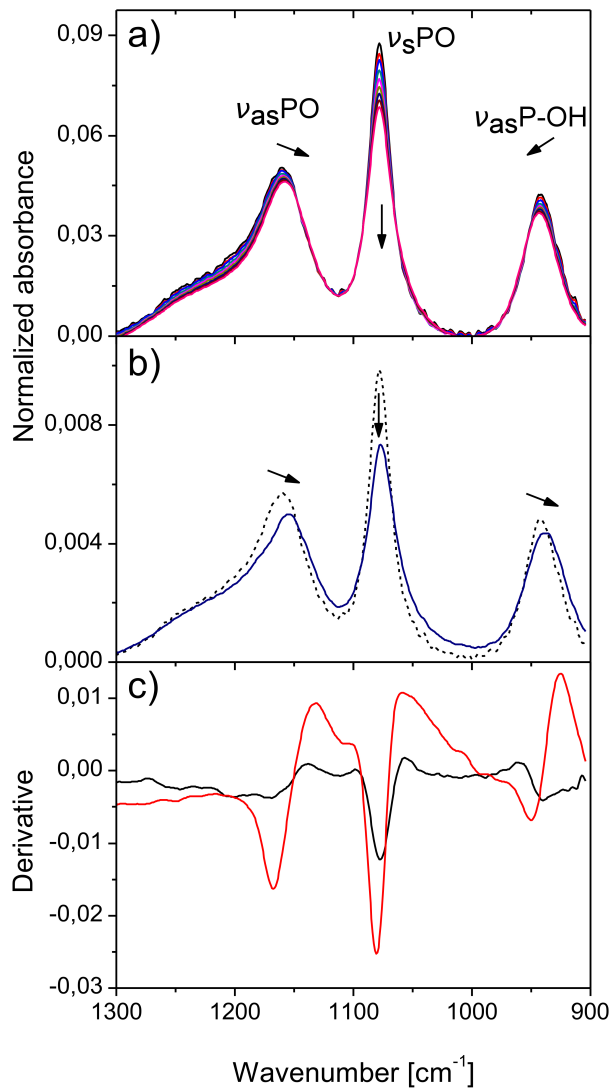 a)
νsPO
νasPO
νasP-OH
0,09
0,06
0,03
0,00
Normalized absorbance
b)
0,008
0,004
0,000
c)
0,01
0,00
-0,01
-0,02
-0,03
Derivative
1300
1200
1100
1000
900
Wavenumber [cm⁻¹]